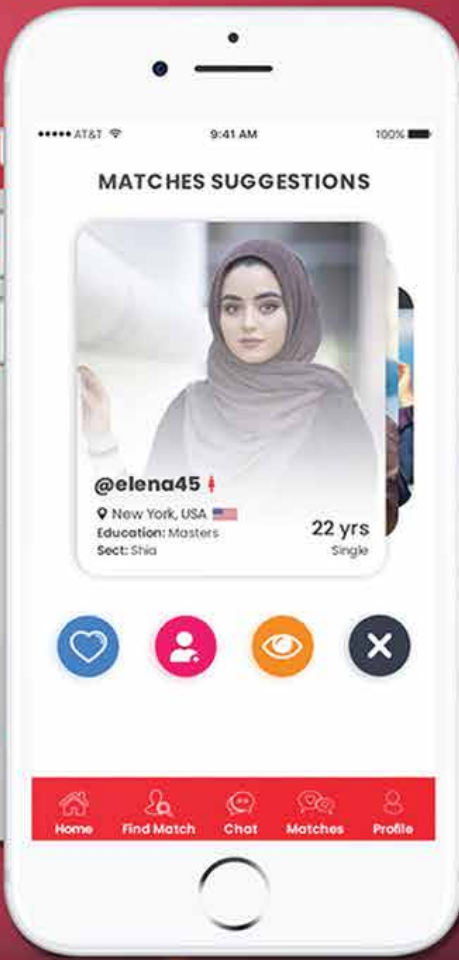 AT&T 9:41 AM 100%
MATCHES SUGGESTIONS
@elena45
New York, USA
Education: Masters
Sect: Shia
22 yrs
Single
Home Find Match Chat Matches Profile